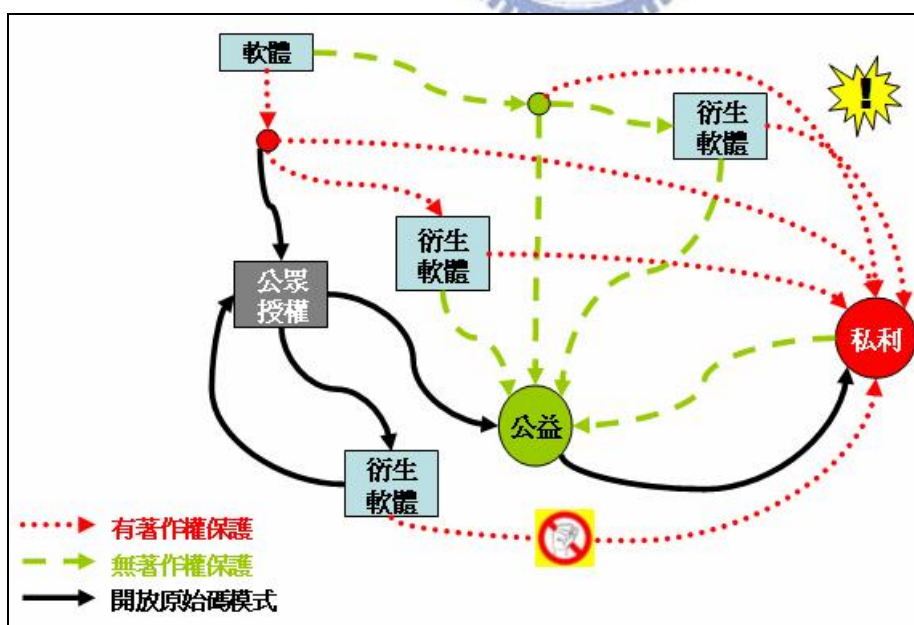 軟體
!
衍生
軟體
衍生
軟體
公眾
授權
私利
公益
衍生
軟體
有著作權保護
無著作權保護
開放原始碼模式